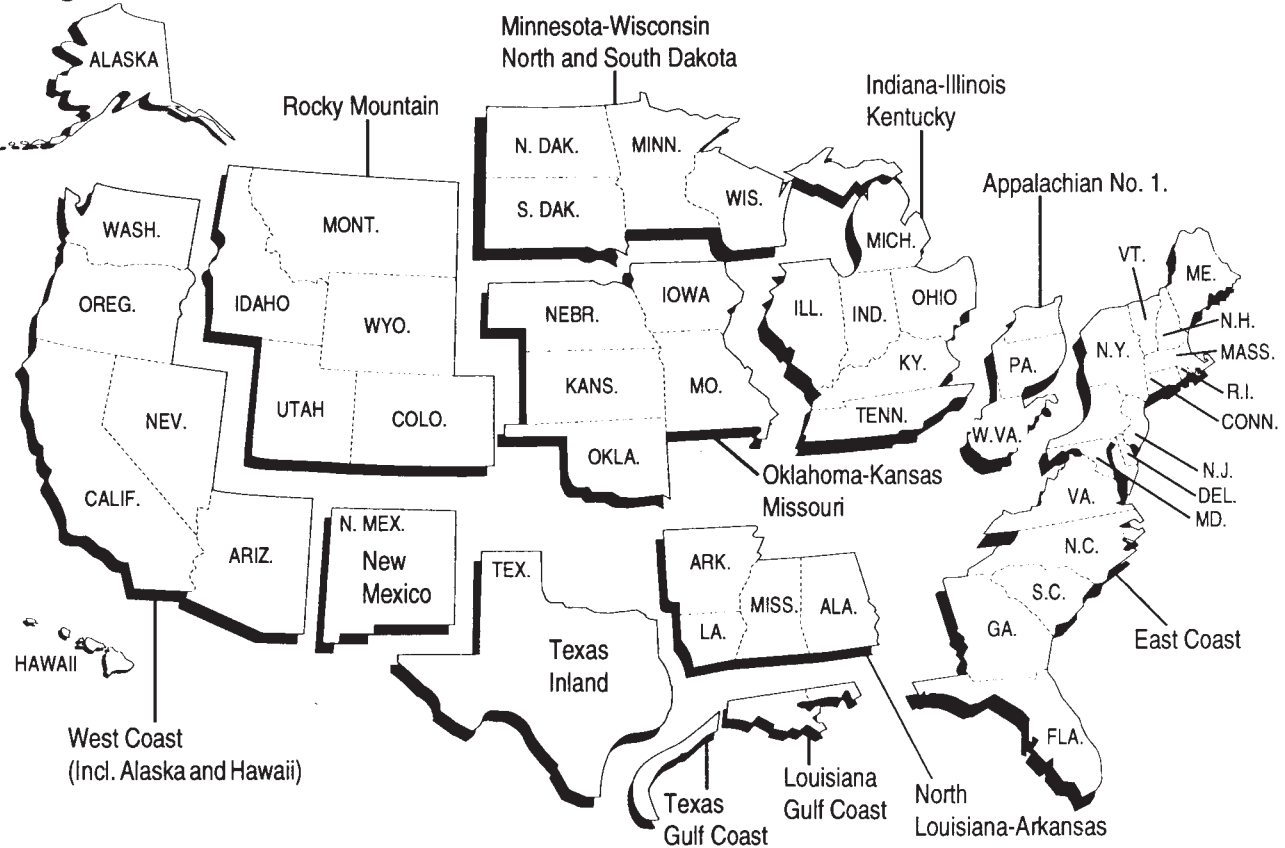 Minnesota-Wisconsin
North and South Dakota
ALASKA
Indiana-Illinois
Kentucky
Rocky Mountain
N. DAK.
MINN.
Appalachian No. 1.
S. DAK.
WIS.
WASH.
MONT.
MICH.
VT.
ME.
OREG.
IDAHO
WYO.
NEBR.
IOWA
ILL.
IND.
OHIO
N.Y.
N.H.
MASS.
NEV.
UTAH
COLO.
KANS.
MO.
KY.
PA.
R.I.
CONN.
TENN.
W.VA.
OKLA.
Oklahoma-Kansas
Missouri
N.J.
DEL.
MD.
CALIF.
VA.
ARIZ.
N. MEX.
New
Mexico
TEX.
ARK.
N.C.
MISS.
ALA.
S.C.
LA.
GA.
East Coast
HAWAII
Texas
Inland
West Coast
(Incl. Alaska and Hawaii)
FLA.
Texas
Gulf Coast
Louisiana
Gulf Coast
North
Louisiana-Arkansas